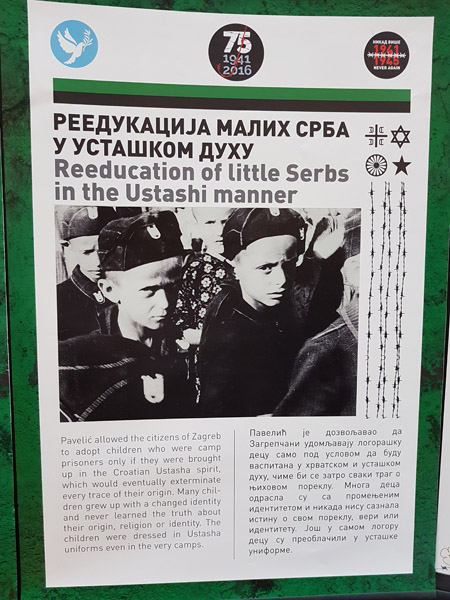 75
1941
2016
НИКАД ВИШЕ
1941
1945
NEVER AGAIN
РЕЕДУКАЦИЈА МАЛИХ СРБА
У УСТАШКОМ ДУХУ
Reeducation of little Serbs
in the Ustashi manner
Pavelić allowed the citizens of Zagreb
to adopt children who were camp
prisoners only if they were brought
up in the Croatian Ustasha spirit,
which would eventually exterminate
every trace of their origin. Many chil-
dren grew up with a changed identity
and never learned the truth about
their origin, religion or identity. The
children were dressed in Ustasha
uniforms even in the very camps.
Павелић је дозвољавао да
Загрепчани удомљавају логорашку
децу само под условом да буду
васпитана у хрватском и усташком
духу, чиме би се затро сваки траг о
њиховом пореклу. Многа деца
одрасла су са промењеним
идентитетом и никада нису сазнала
истину о свом пореклу, вери или
идентитету. Још у самом логору
децу су преоблачили у усташке
униформе.